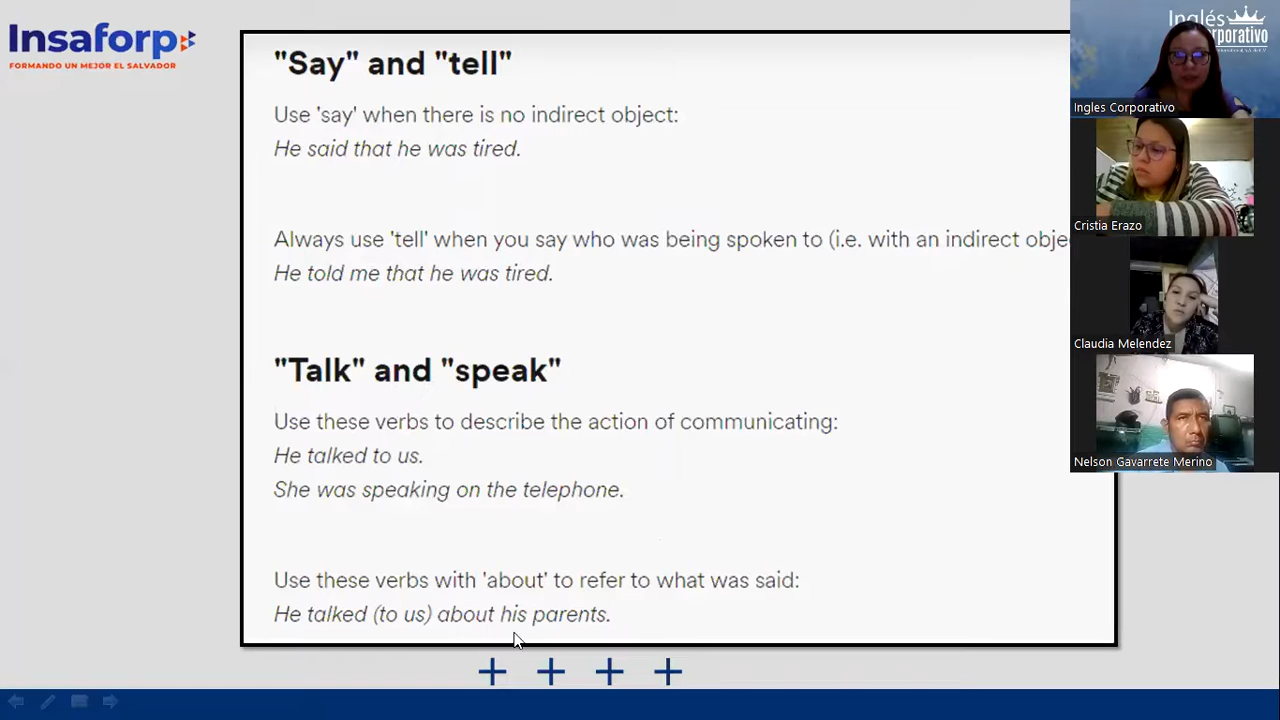 Insaforp
FORMANDO UN MEJOR EL SALVADOR
"Say" and "tell"
Use 'say' when there is no indirect object:
He said that he was tired.
Always use 'tell' when you say who was being spoken to (i.e. with an indirect obje
He told me that he was tired.
"Talk" and "speak"
Use these verbs to describe the action of communicating:
He talked to us.
She was speaking on the telephone.
Use these verbs with 'about' to refer to what was said:
He talked (to us) about his parents.
Inglés
orporativo
Ingles Corporativo
Cristia Erazo
Claudia Melendez
Nelson Gavarrete Merino